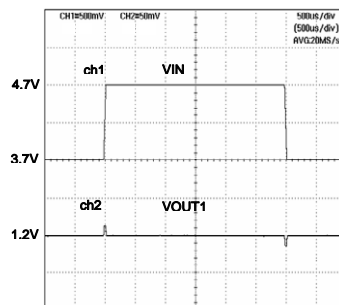 CH1=500mV CH2=50mV 500us/div
(500us/div)
AVG:20MS/s
ch1 VIN
4.7V
3.7V
ch2 VOUT1
1.2V